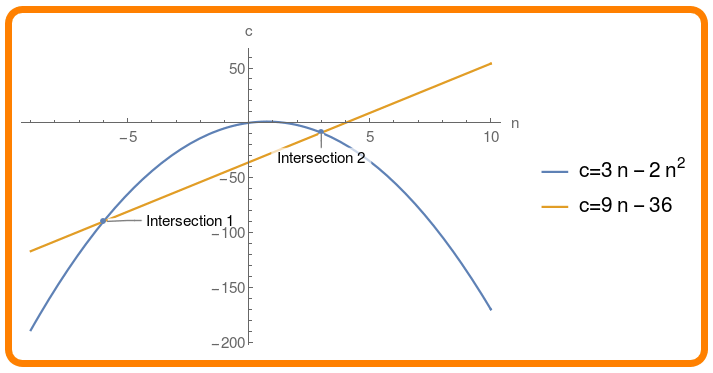 c
50
n
−5
5
10
Intersection 2
−50
c=3 n − 2 n²
c=9 n − 36
Intersection 1
−100
−150
−200